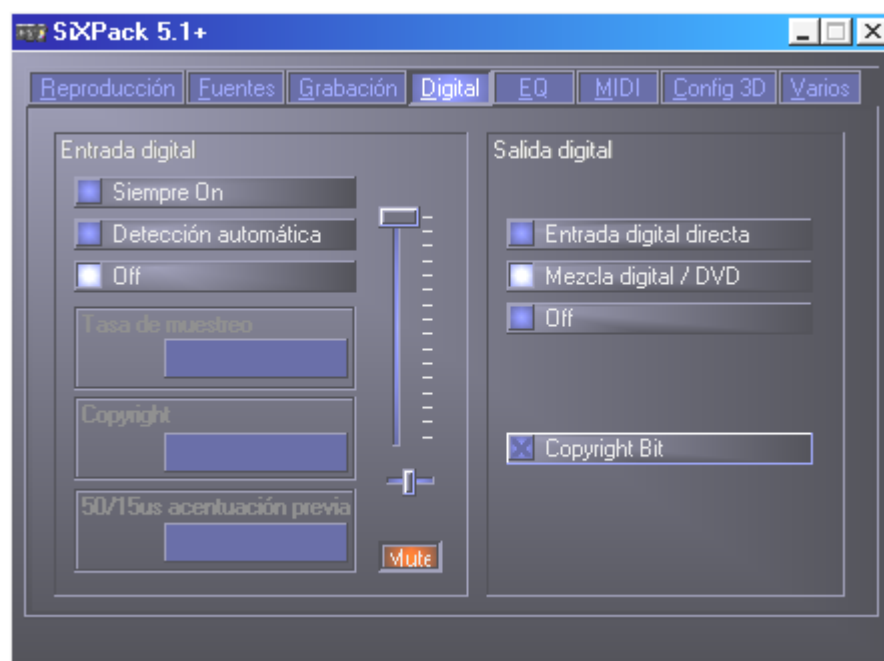 SiXPack 5.1+
Reproducción Fuentes Grabación Digital EQ MIDI Config 3D Varios
Entrada digital
Siempre On
Detección automática
Off
Tasa de muestreo
Copyright
50/15us acentuación previa
Mute
Salida digital
Entrada digital directa
Mezcla digital / DVD
Off
Copyright Bit